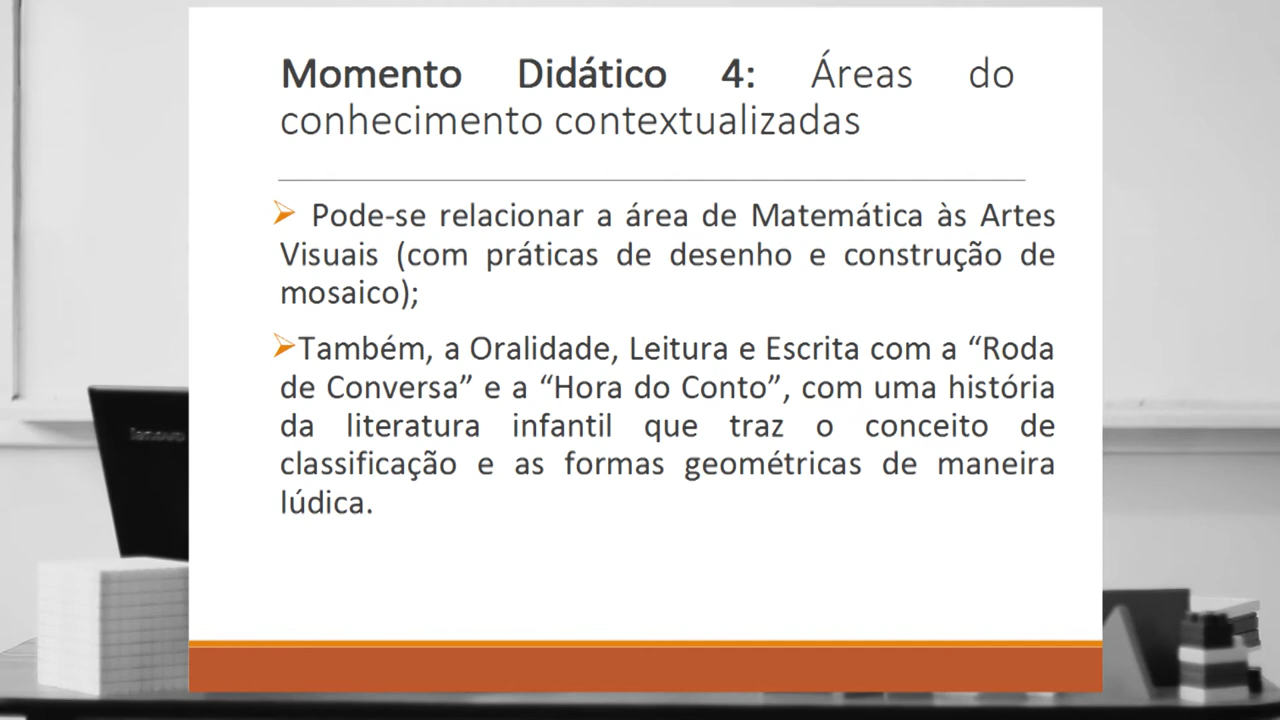 Momento Didático 4: Áreas do
conhecimento contextualizadas
Pode-se relacionar a área de Matemática às Artes
Visuais (com práticas de desenho e construção de
mosaico);
Também, a Oralidade, Leitura e Escrita com a “Roda
de Conversa” e a “Hora do Conto”, com uma história
da literatura infantil que traz o conceito de
classificação e as formas geométricas de maneira
lúdica.
lenovo